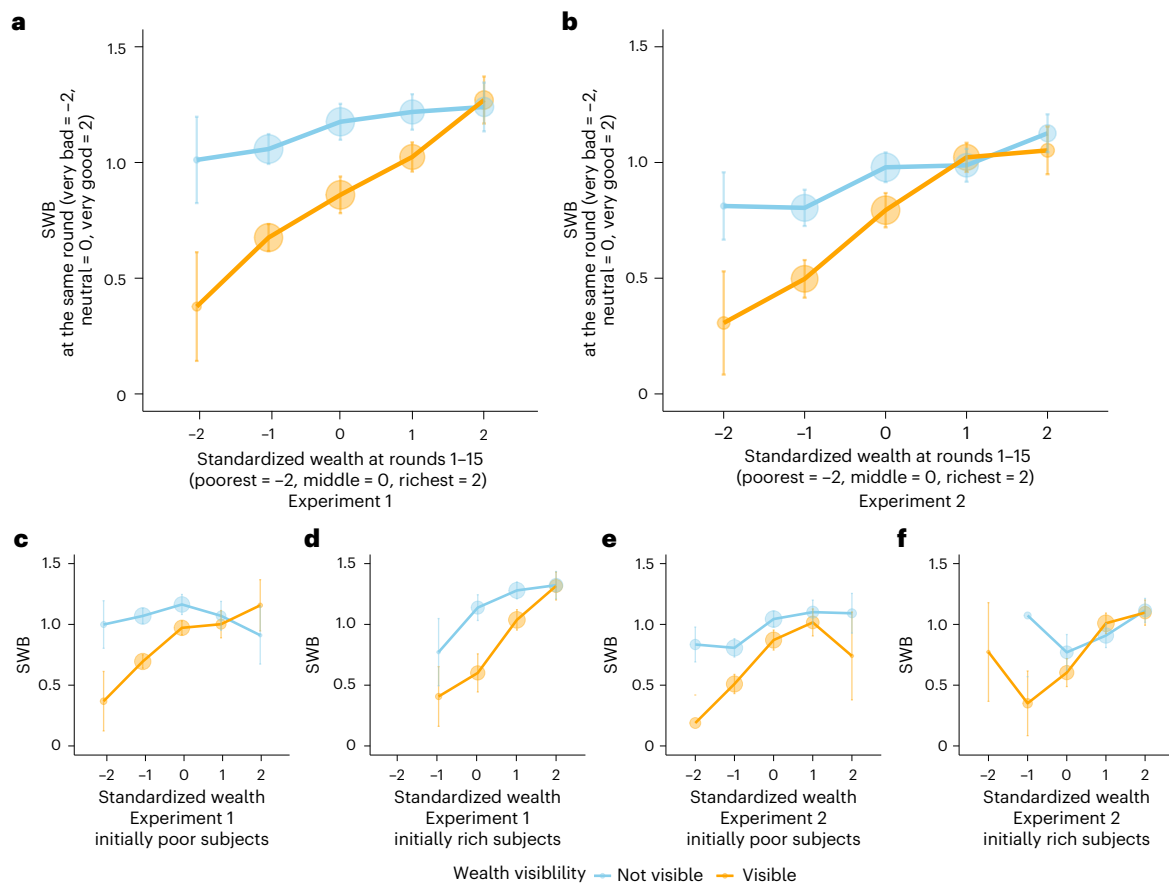 a
1.5
1.0
0.5
0
SWB
at the same round (very bad = –2,
neutral = 0, very good = 2)
–2 –1 0 1 2
Standardized wealth at rounds 1–15
(poorest = –2, middle = 0, richest = 2)
Experiment 1
b
1.5
1.0
0.5
0
SWB
at the same round (very bad = –2,
neutral = 0, very good = 2)
–2 –1 0 1 2
Standardized wealth at rounds 1–15
(poorest = –2, middle = 0, richest = 2)
Experiment 2
c
1.5
1.0
0.5
0
SWB
–2 –1 0 1 2
Standardized wealth
Experiment 1
initially poor subjects
d
1.5
1.0
0.5
0
SWB
–2 –1 0 1 2
Standardized wealth
Experiment 1
initially rich subjects
e
1.5
1.0
0.5
0
SWB
–2 –1 0 1 2
Standardized wealth
Experiment 2
initially poor subjects
f
1.5
1.0
0.5
0
SWB
–2 –1 0 1 2
Standardized wealth
Experiment 2
initially rich subjects
Wealth visiblility Not visible Visible